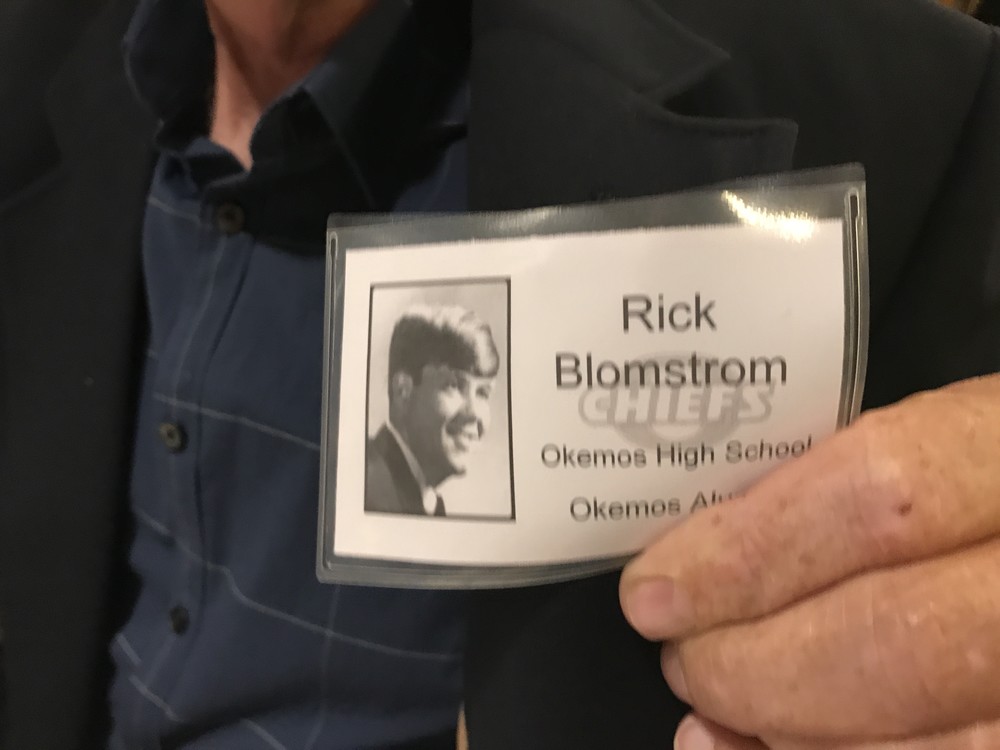 Rick
Blomstrom
CHIEFS
Okemos High School
Okemos